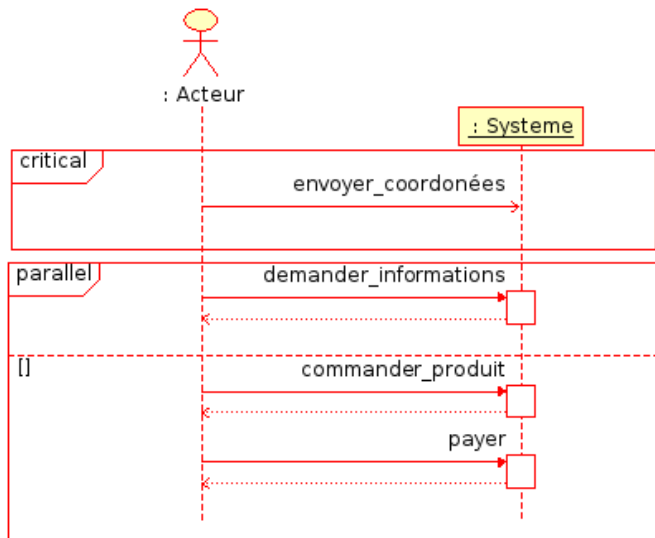 : Acteur
: Systeme
critical
envoyer_coordonées
parallel
demander_informations
[]
commander_produit
payer